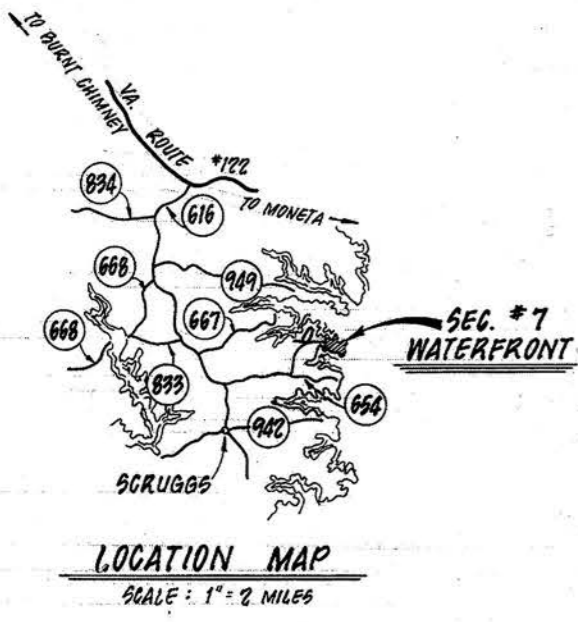 TO BURNT CHIMNEY
VA. ROUTE #122
834
616
TO MONETA
668
949
667
668
SEC. #7
WATERFRONT
833
654
942
SCRUGGS
LOCATION MAP
SCALE : 1" = 2 MILES